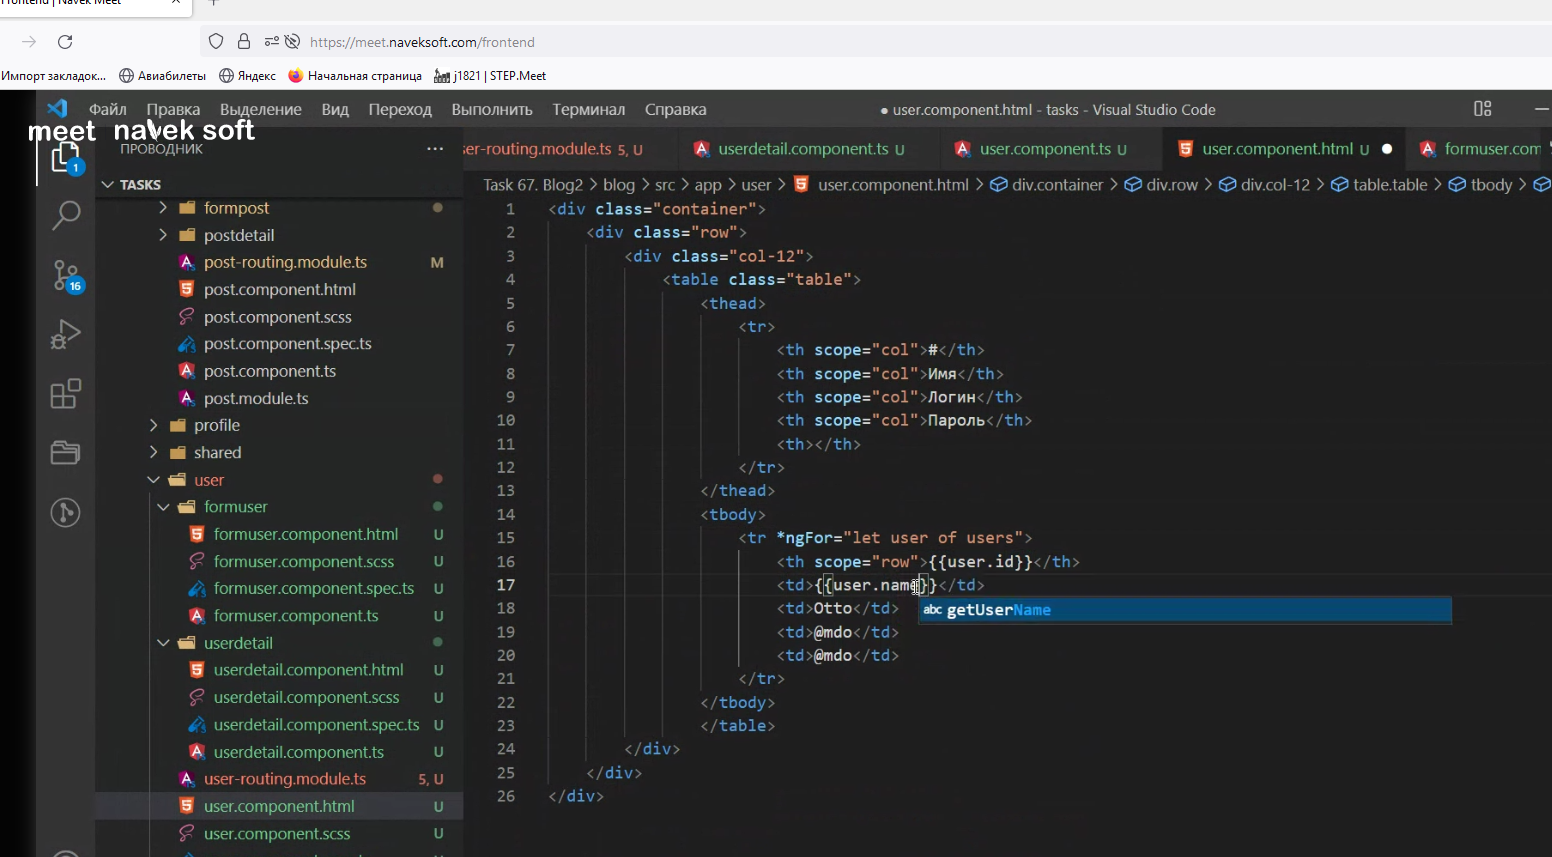 Frontend | Navek Meet
https://meet.naveksoft.com/frontend
Импорт закладок... Авиабилеты Яндекс Начальная страница j1821 | STEP.Meet
Файл Правка Выделение Вид Переход Выполнить Терминал Справка ● user.component.html - tasks - Visual Studio Code
meet navek soft
ПРОВОДНИК ...
er-routing.module.ts 5, U userdetail.component.ts U user.component.ts U user.component.html U ● formuser.com
TASKS
Task 67. Blog2 > blog > src > app > user > user.component.html > div.container > div.row > div.col-12 > table.table > tbody >
1
16
formpost
postdetail
post-routing.module.ts M
post.component.html
post.component.scss
post.component.spec.ts
post.component.ts
post.module.ts
profile
shared
user
formuser
formuser.component.html U
formuser.component.scss U
formuser.component.spec.ts U
formuser.component.ts U
userdetail
userdetail.component.html U
userdetail.component.scss U
userdetail.component.spec.ts U
userdetail.component.ts U
user-routing.module.ts 5, U
user.component.html U
user.component.scss U
1 <div class="container">
2 <div class="row">
3 <div class="col-12">
4 <table class="table">
5 <thead>
6 <tr>
7 <th scope="col">#</th>
8 <th scope="col">Имя</th>
9 <th scope="col">Логин</th>
10 <th scope="col">Пароль</th>
11 <th></th>
12 </tr>
13 </thead>
14 <tbody>
15 <tr *ngFor="let user of users">
16 <th scope="row">{{user.id}}</th>
17 <td>{{user.name}}</td>
18 <td>Otto</td>
abc getUserName
19 <td>@mdo</td>
20 <td>@mdo</td>
21 </tr>
22 </tbody>
23 </table>
24 </div>
25 </div>
26 </div>